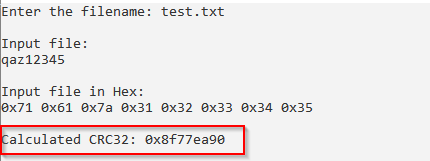 Enter the filename: test.txt
Input file:
qaz12345
Input file in Hex:
0x71 0x61 0x7a 0x31 0x32 0x33 0x34 0x35
Calculated CRC32: 0x8f77ea90